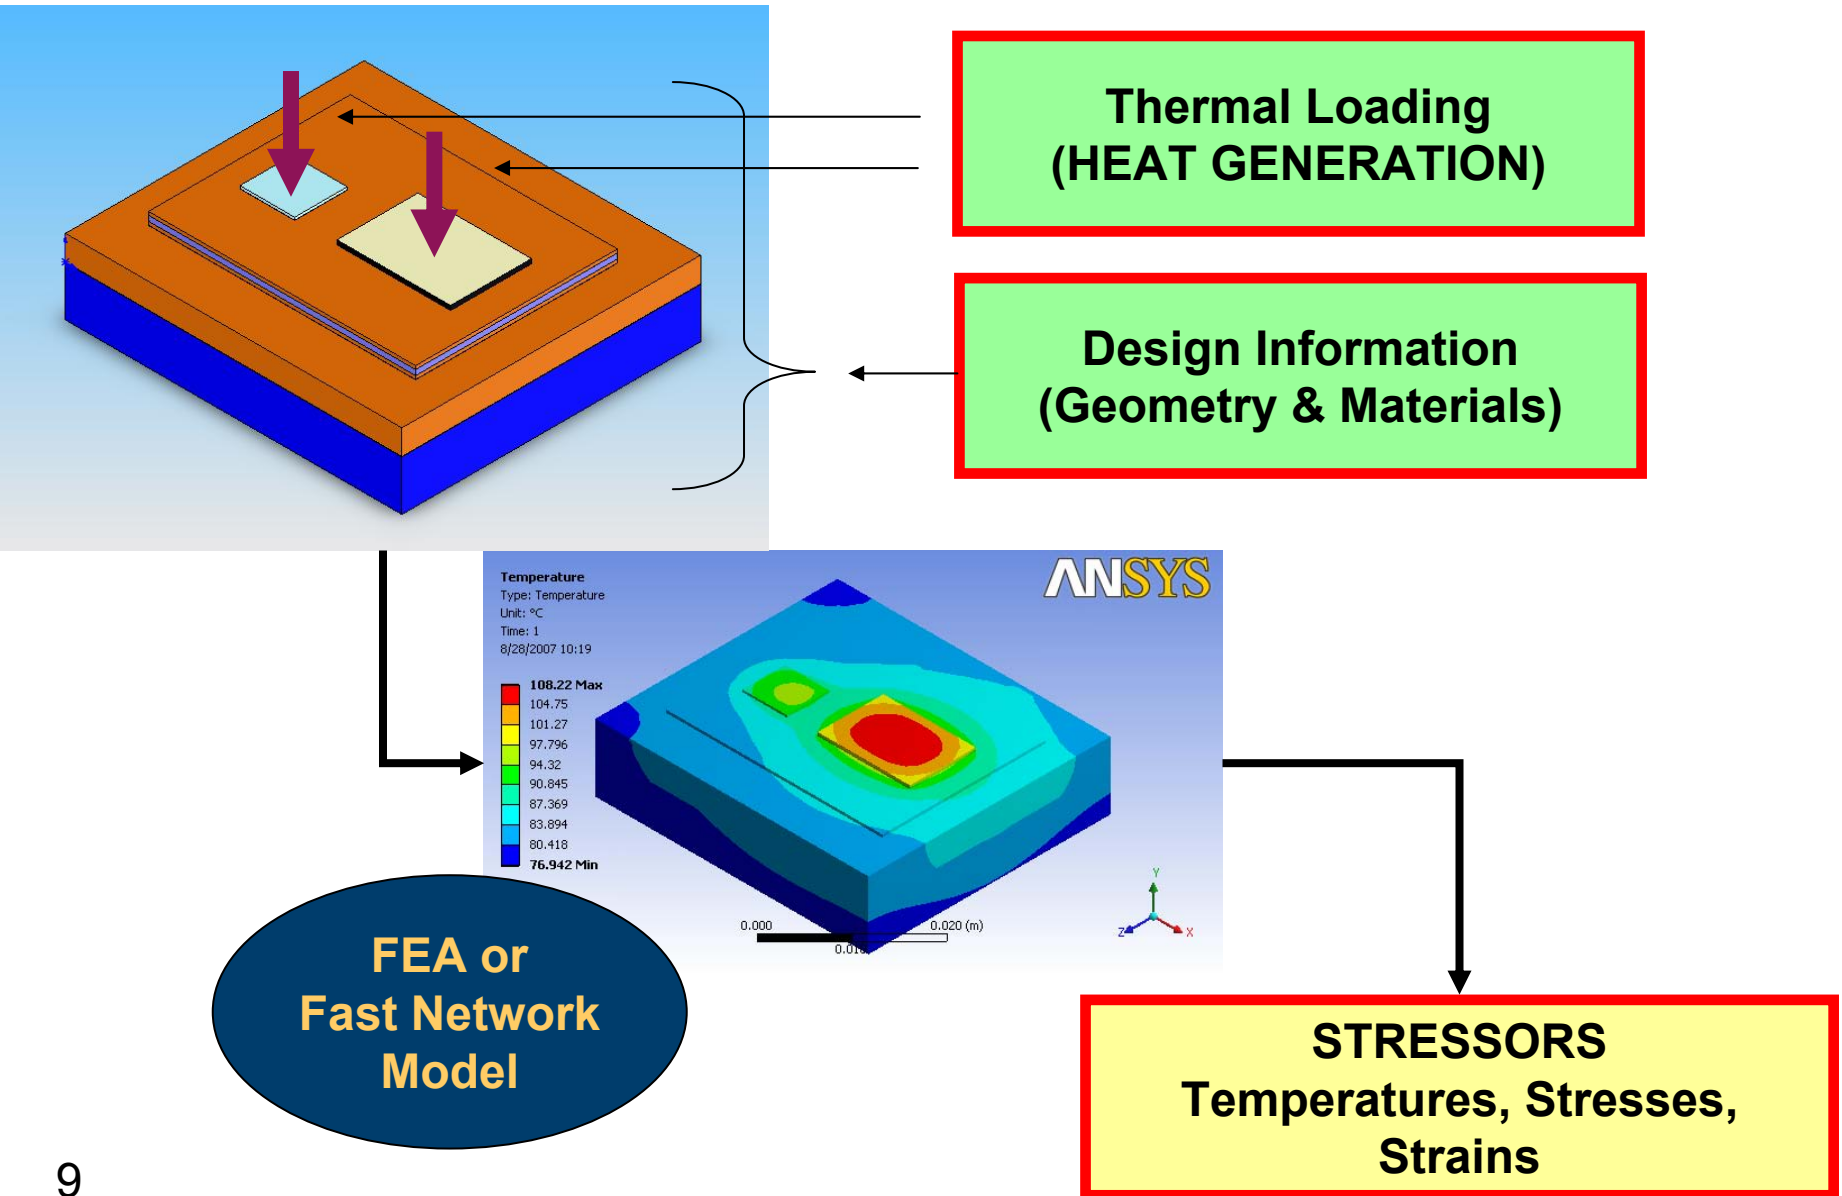 Thermal Loading
(HEAT GENERATION)
Design Information
(Geometry & Materials)
ANSYS
Temperature
Type: Temperature
Unit: °C
Time: 1
8/28/2007 10:19
108.22 Max
104.75
101.27
97.796
94.32
90.845
87.369
83.894
80.418
76.942 Min
0.000
0.020 (m)
0.010
Y
Z
X
FEA or
Fast Network
Model
STRESSORS
Temperatures, Stresses,
Strains
9